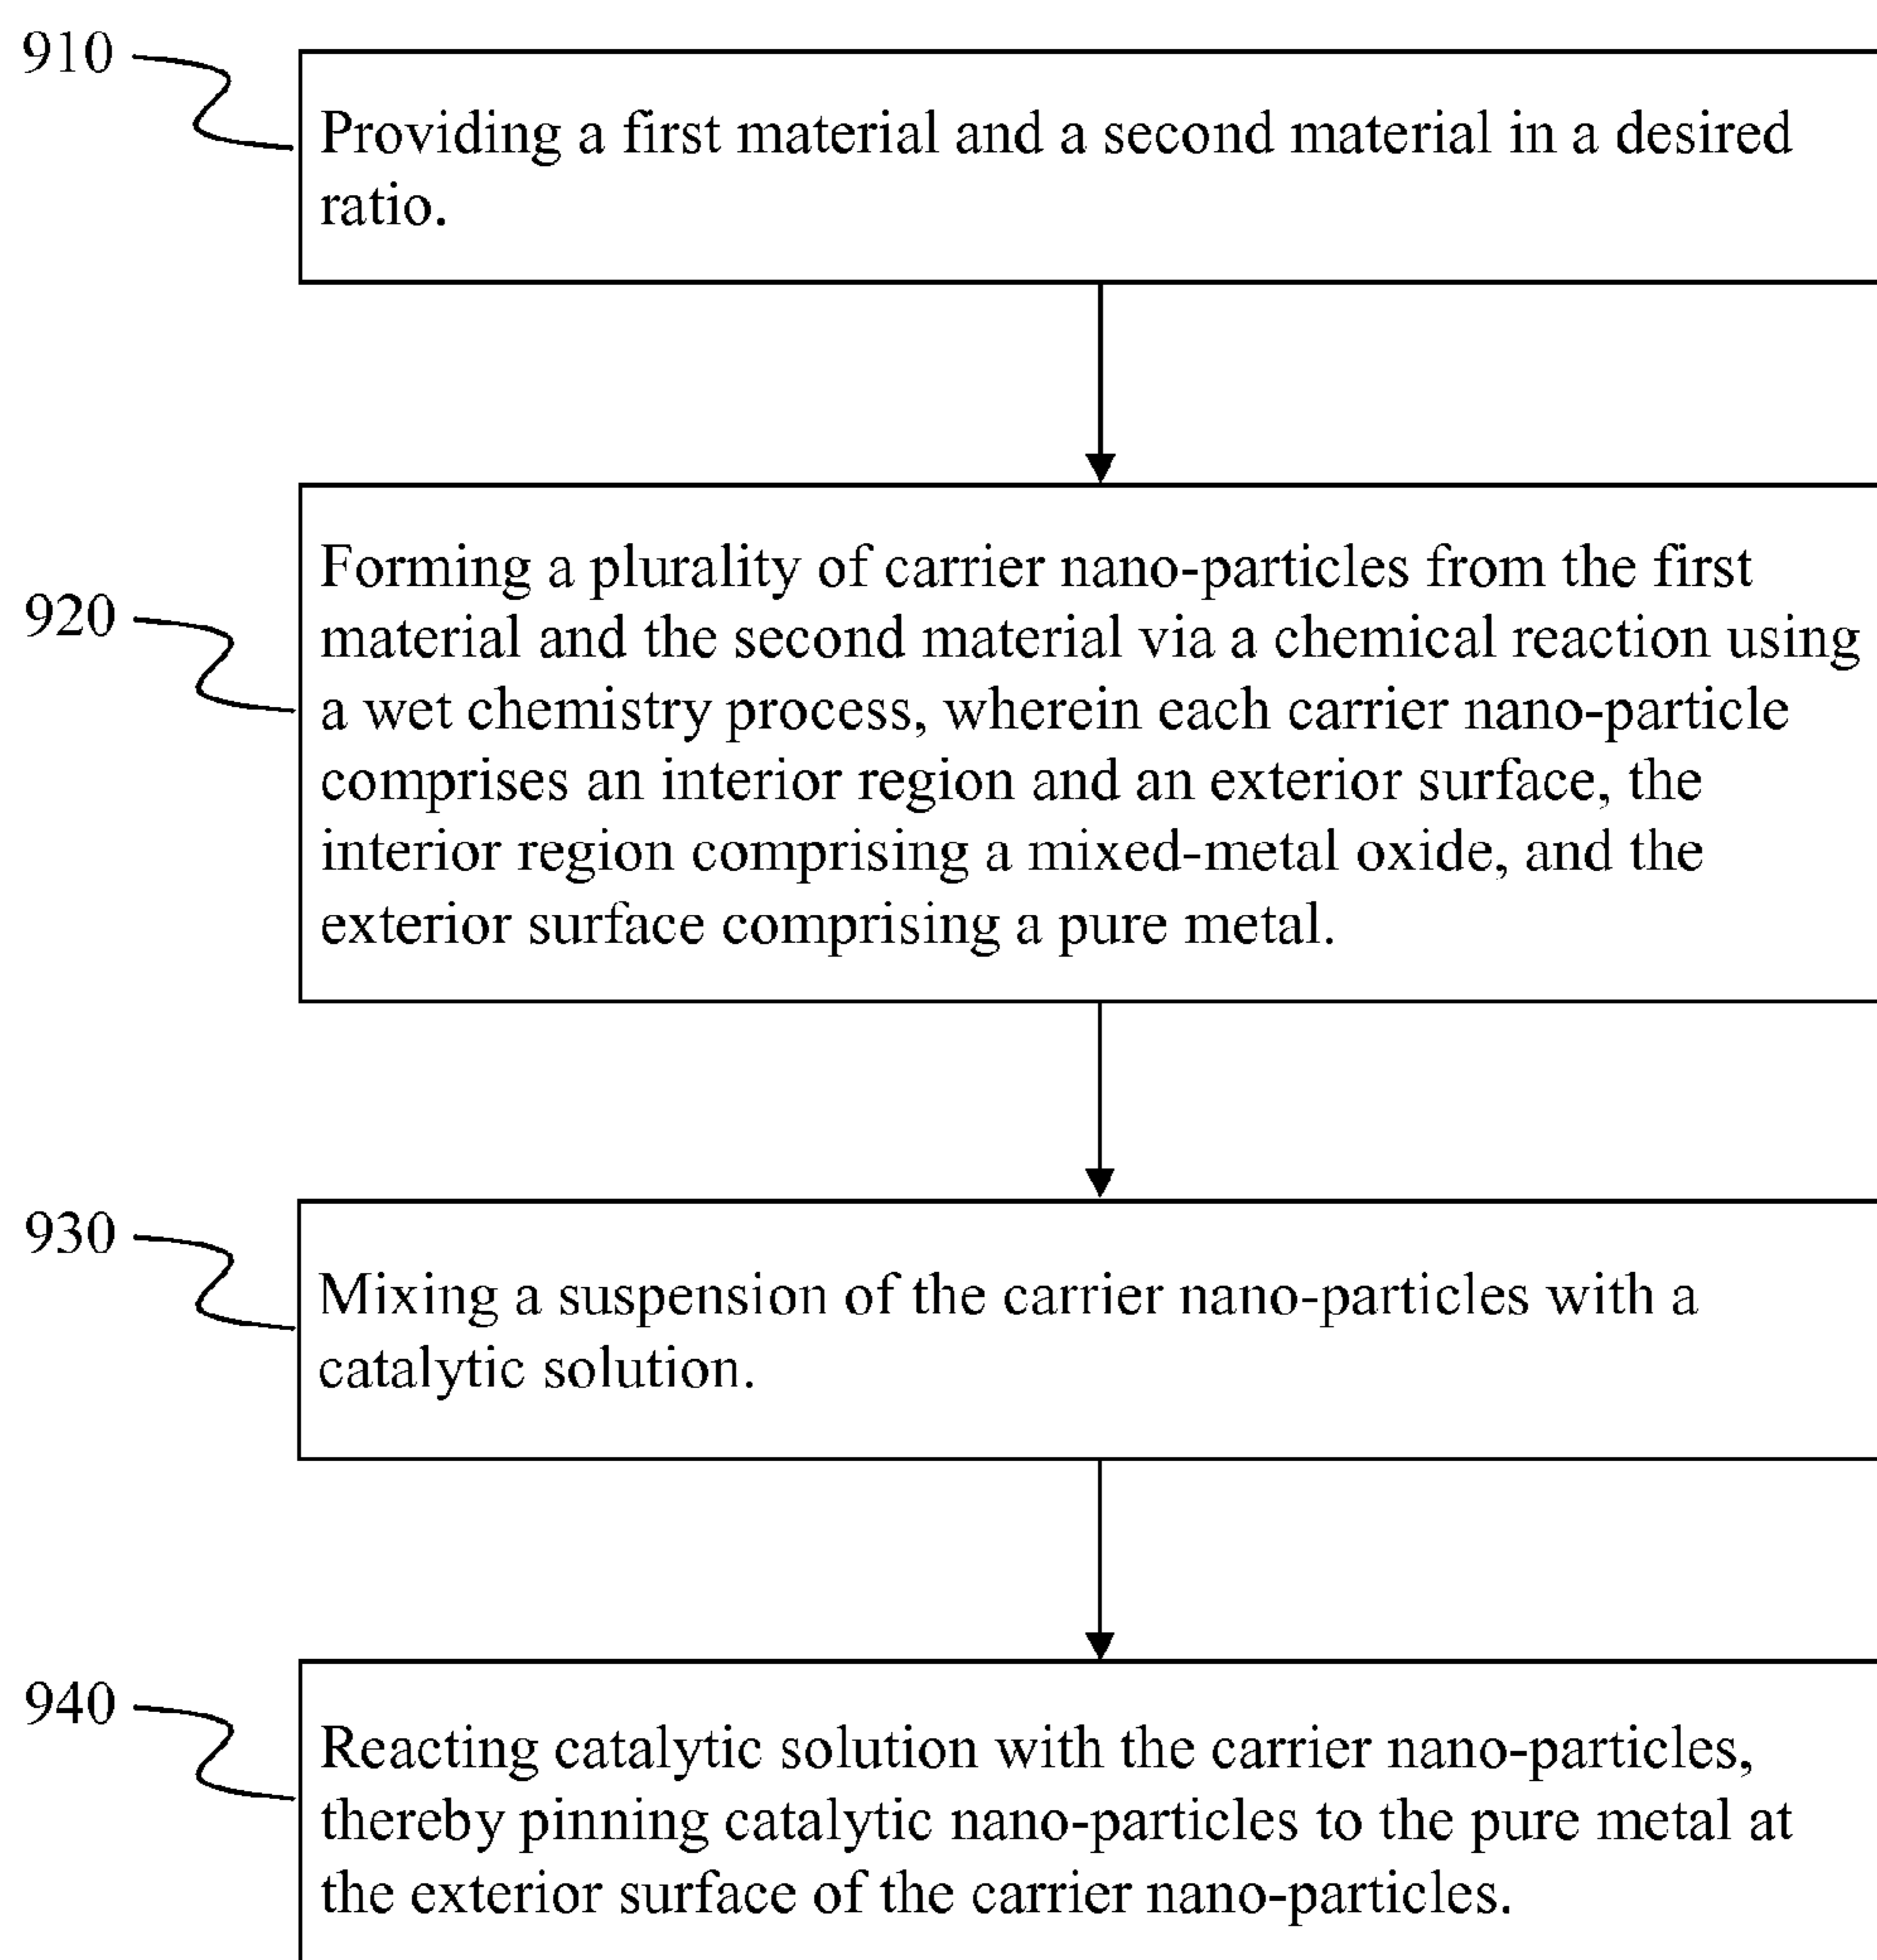 910
Providing a first material and a second material in a desired
ratio.
920
Forming a plurality of carrier nano-particles from the first
material and the second material via a chemical reaction using
a wet chemistry process, wherein each carrier nano-particle
comprises an interior region and an exterior surface, the
interior region comprising a mixed-metal oxide, and the
exterior surface comprising a pure metal.
930
Mixing a suspension of the carrier nano-particles with a
catalytic solution.
940
Reacting catalytic solution with the carrier nano-particles,
thereby pinning catalytic nano-particles to the pure metal at
the exterior surface of the carrier nano-particles.